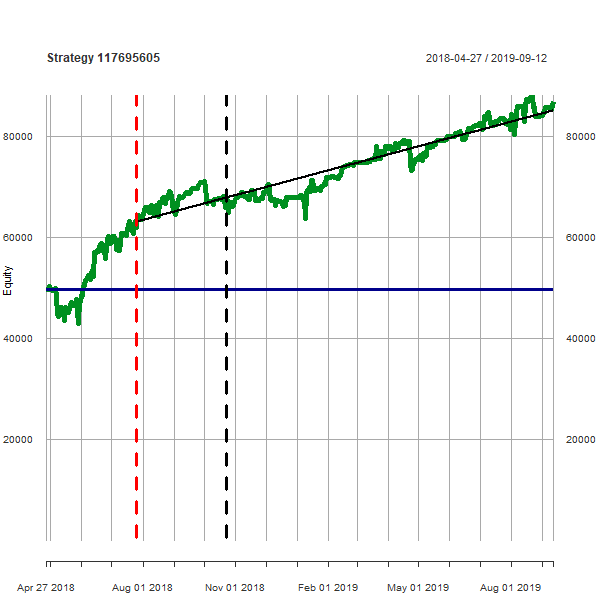 Strategy 117695605
2018-04-27 / 2019-09-12
80000
80000
60000
60000
Equity
40000
40000
20000
20000
Apr 27 2018
Aug 01 2018
Nov 01 2018
Feb 01 2019
May 01 2019
Aug 01 2019